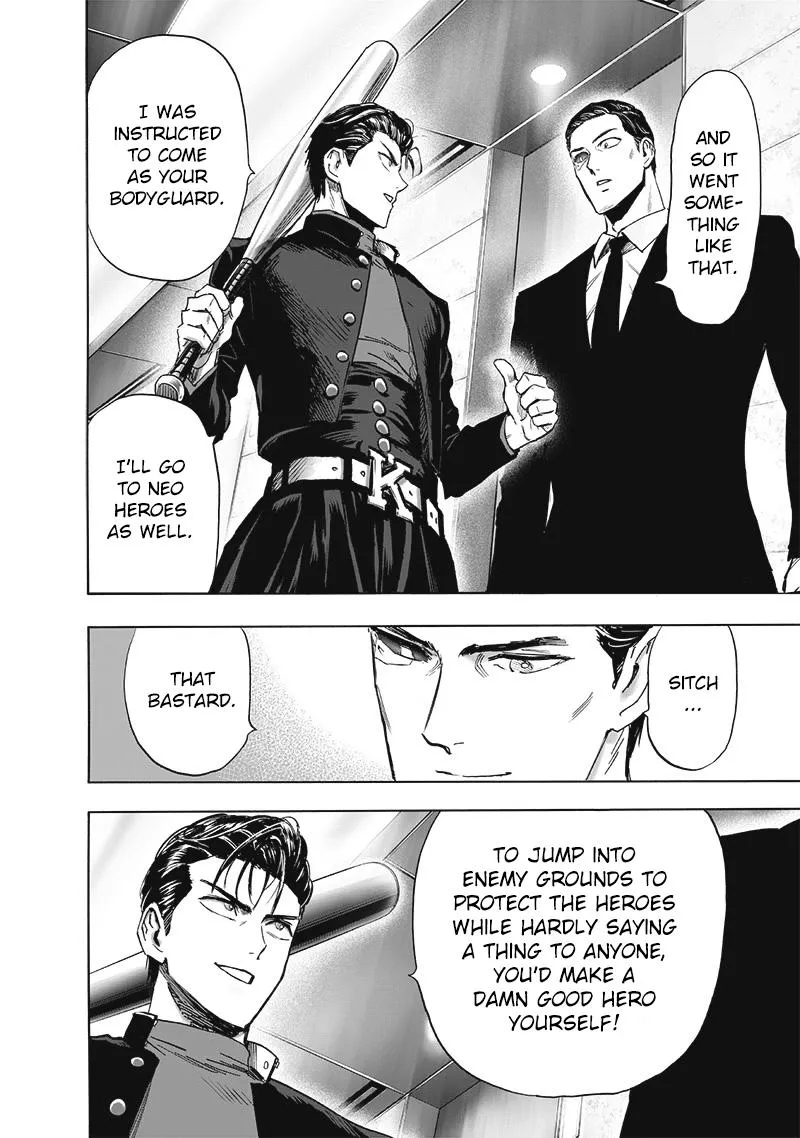 AND
SO IT
WENT
SOME-
THING
LIKE
THAT.
I WAS
INSTRUCTED
TO COME
AS YOUR
BODYGUARD.
I'LL GO
TO NEO
HEROES
AS WELL.
K
SITCH
...
THAT
BASTARD.
TO JUMP INTO
ENEMY GROUNDS TO
PROTECT THE HEROES
WHILE HARDLY SAYING
A THING TO ANYONE,
YOU'D MAKE A
DAMN GOOD HERO
YOURSELF!